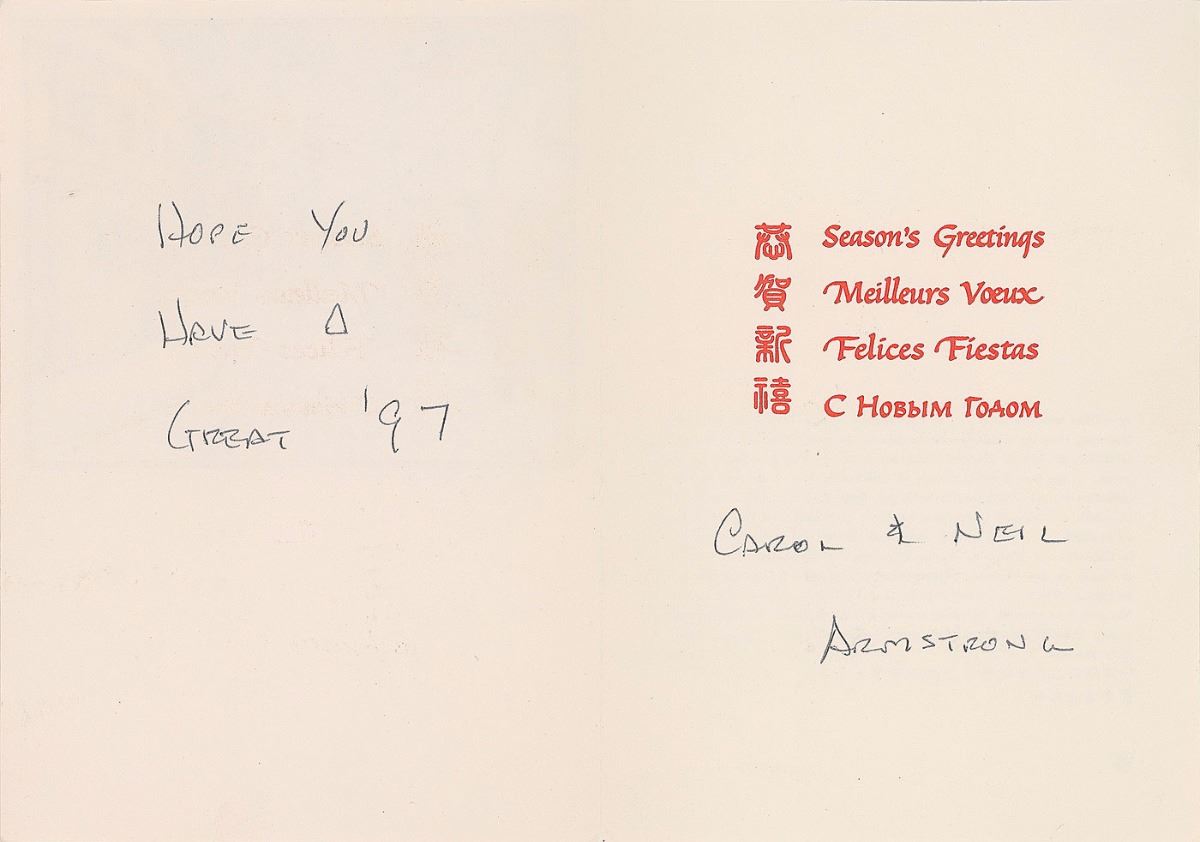 HOPE YOU
HAVE A
GREAT '97
恭賀新禧
Season's Greetings
Meilleurs Vœux
Felices Fiestas
С Новым Годом
CAROL & NEIL
ARMSTRONG